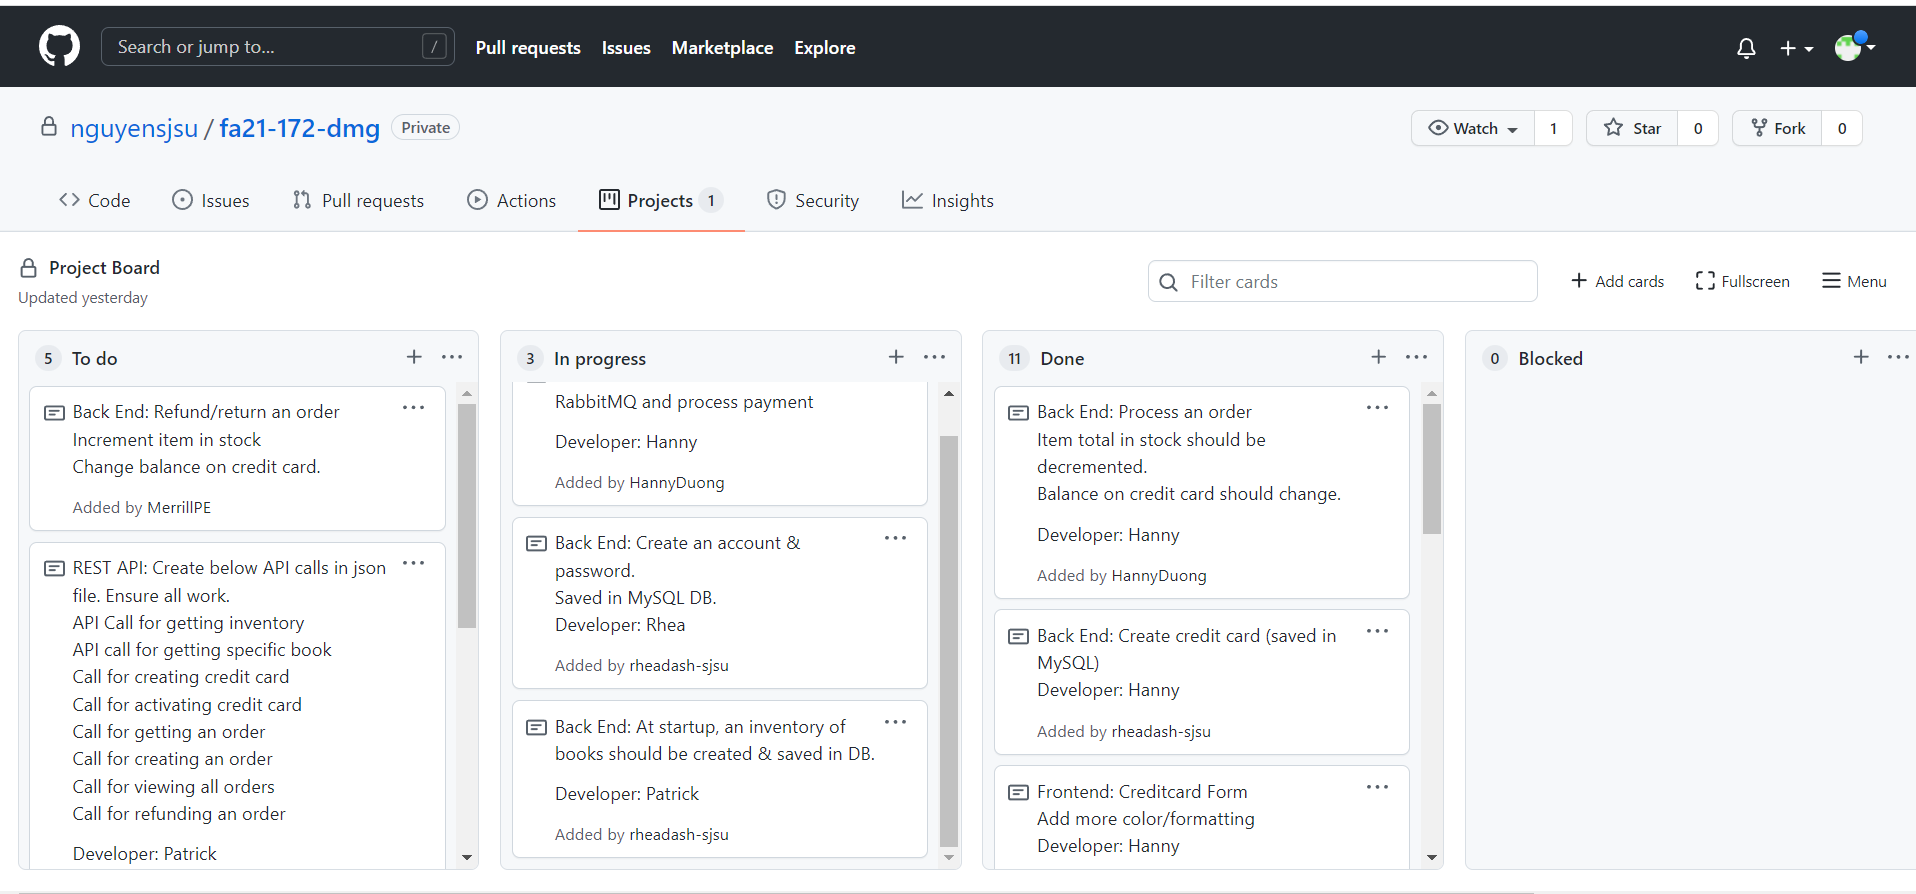 Search or jump to... /
Pull requests Issues Marketplace Explore
nguyensjsu / fa21-172-dmg Private
Watch 1 Star 0 Fork 0
Code Issues Pull requests Actions Projects 1 Security Insights
Project Board
Updated yesterday
Filter cards
Add cards Fullscreen Menu
5 To do
Back End: Refund/return an order
Increment item in stock
Change balance on credit card.
Added by MerrillPE
REST API: Create below API calls in json
file. Ensure all work.
API Call for getting inventory
API call for getting specific book
Call for creating credit card
Call for activating credit card
Call for getting an order
Call for creating an order
Call for viewing all orders
Call for refunding an order
Developer: Patrick
3 In progress
RabbitMQ and process payment
Developer: Hanny
Added by HannyDuong
Back End: Create an account &
password.
Saved in MySQL DB.
Developer: Rhea
Added by rheadash-sjsu
Back End: At startup, an inventory of
books should be created & saved in DB.
Developer: Patrick
Added by rheadash-sjsu
11 Done
Back End: Process an order
Item total in stock should be
decremented.
Balance on credit card should change.
Developer: Hanny
Added by HannyDuong
Back End: Create credit card (saved in
MySQL)
Developer: Hanny
Added by rheadash-sjsu
Frontend: Creditcard Form
Add more color/formatting
Developer: Hanny
0 Blocked